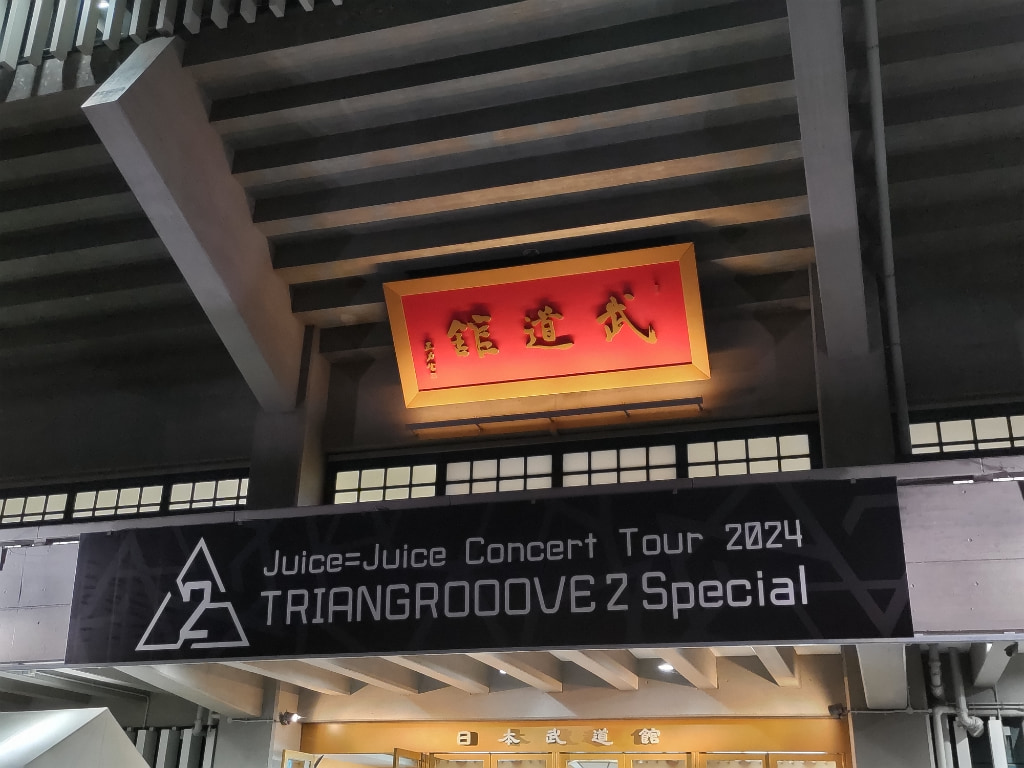 武道館
Juice=Juice Concert Tour 2024
TRIANGROOOVE 2 Special
日本武道館